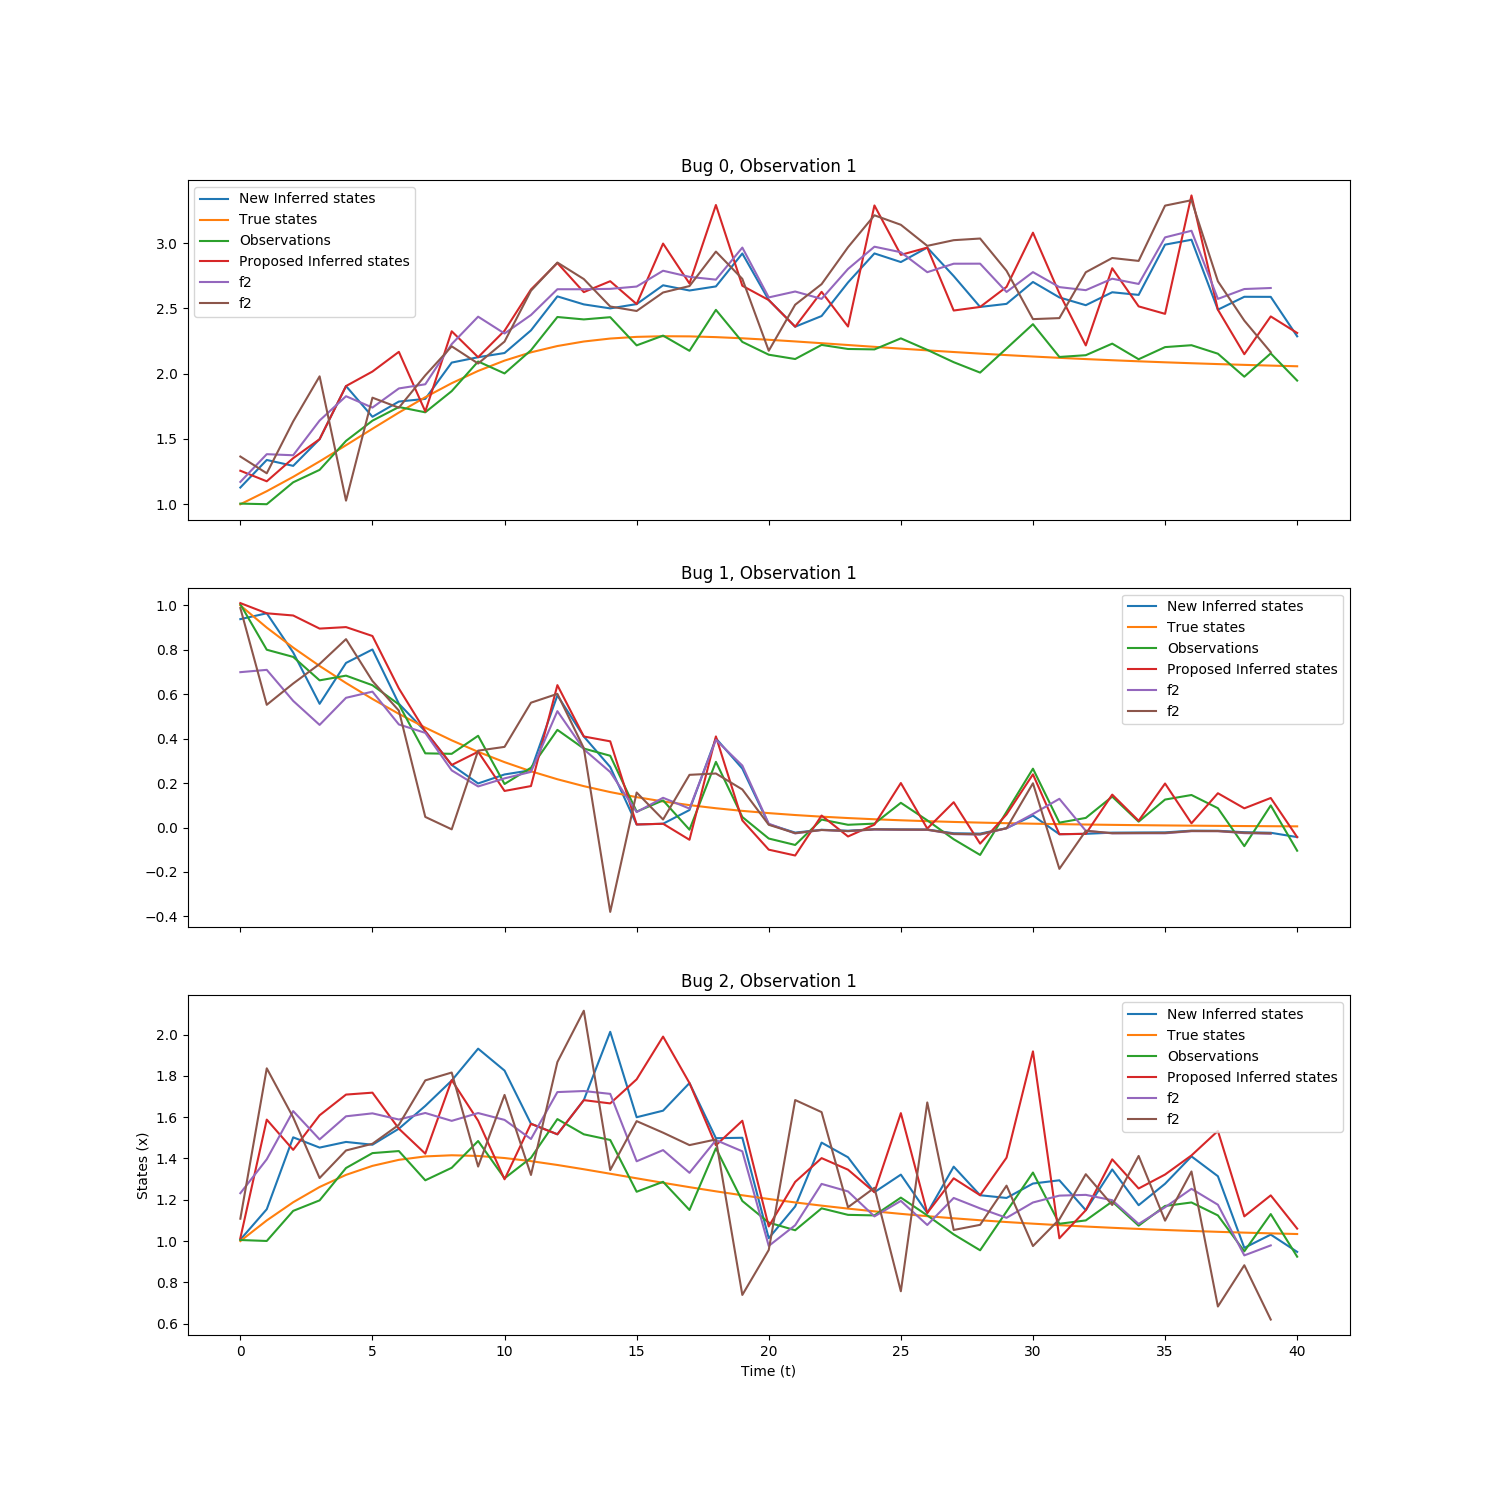 Bug 0, Observation 1
New Inferred states
True states
Observations
Proposed Inferred states
f2
f2
3.0
2.5
2.0
1.5
1.0
Bug 1, Observation 1
New Inferred states
True states
Observations
Proposed Inferred states
f2
f2
1.0
0.8
0.6
0.4
0.2
0.0
−0.2
−0.4
Bug 2, Observation 1
New Inferred states
True states
Observations
Proposed Inferred states
f2
f2
2.0
1.8
1.6
1.4
1.2
1.0
0.8
0.6
States (x)
0 5 10 15 20 25 30 35 40
Time (t)